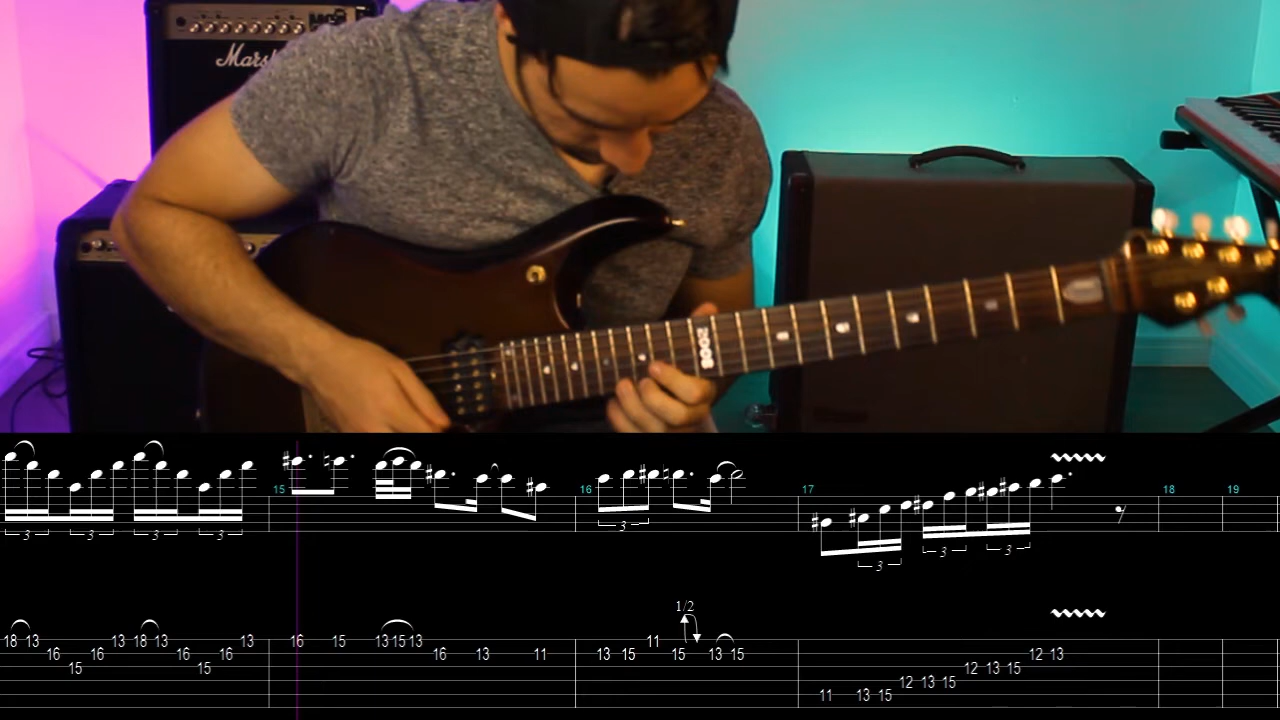 Mars
2008
15
16
17
18
19
3 3 3 3
3
3 3 3
1/2
18 13 13 18 13 13 16 15 13 15 13 11
16 16 16 16 16 13 11 13 15 15 13 15 12 13
15 15 12 13 15
12 13 15
11 13 15